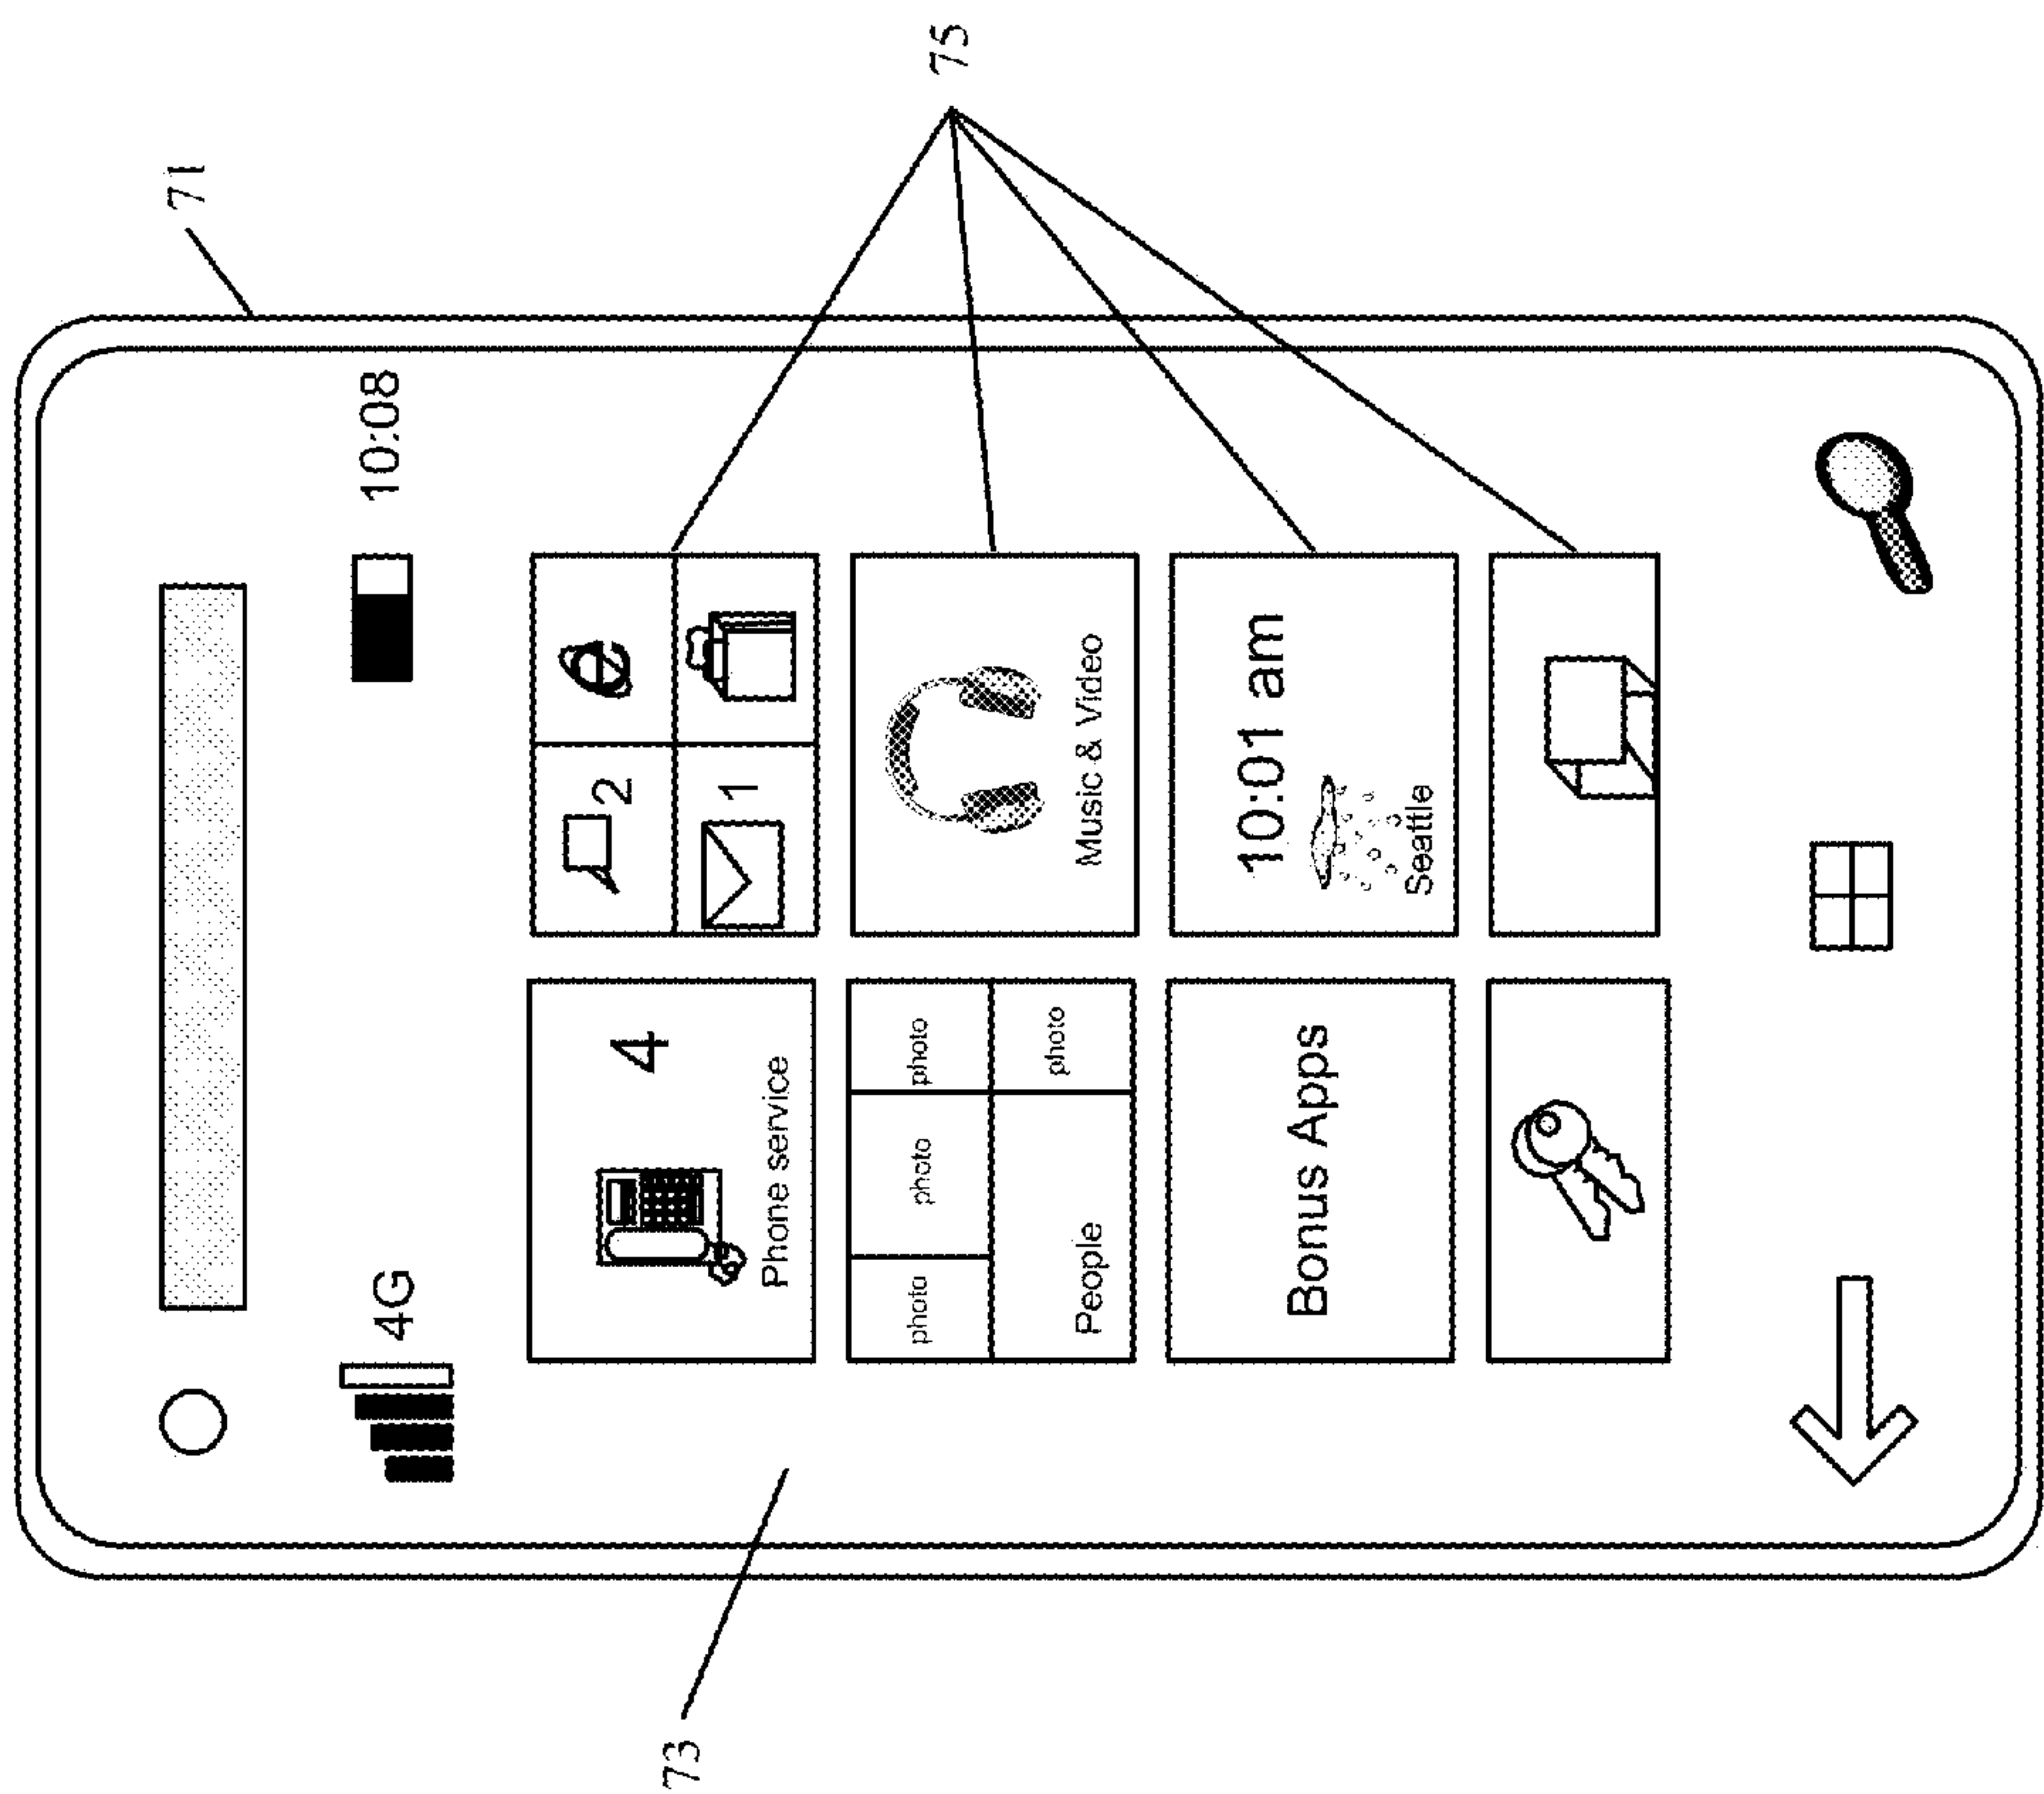 71
4G
10:08
75
4
Phone service
2
1
photo
photo
photo
People
photo
Music & Video
Bonus Apps
10:01 am
Seattle
73